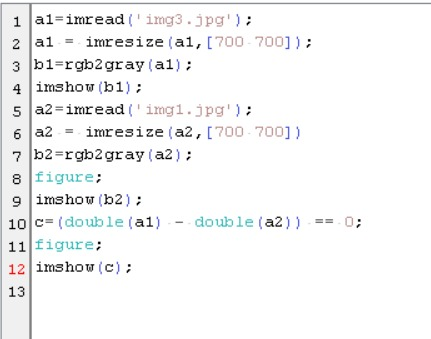 1 a1=imread('img3.jpg');
2 a1 = imresize(a1,[700 700]);
3 b1=rgb2gray(a1);
4 imshow(b1);
5 a2=imread('img1.jpg');
6 a2 = imresize(a2,[700 700])
7 b2=rgb2gray(a2);
8 figure;
9 imshow(b2);
10 c=(double(a1) - double(a2)) == 0;
11 figure;
12 imshow(c);
13